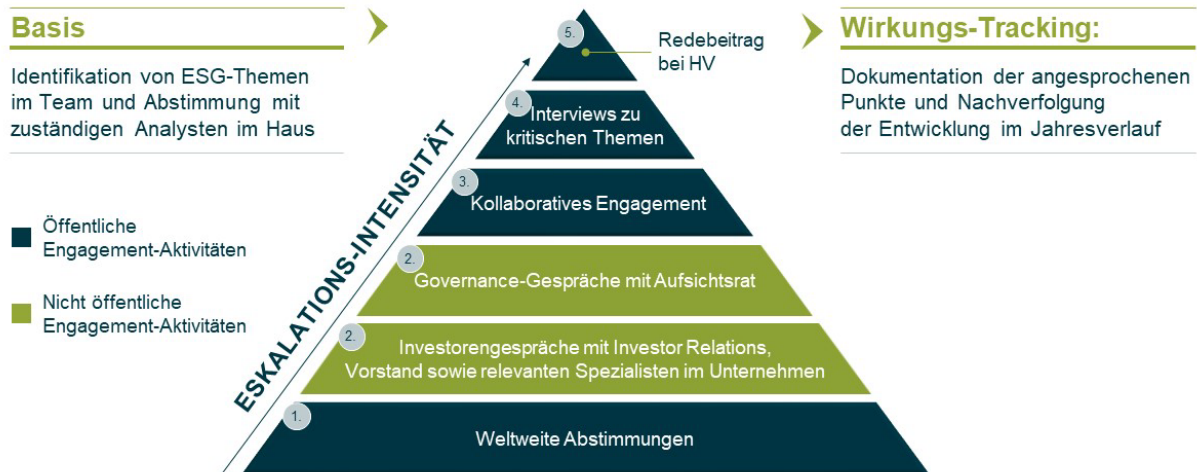 Basis
Identifikation von ESG-Themen
im Team und Abstimmung mit
zuständigen Analysten im Haus
Öffentliche
Engagement-Aktivitäten
Nicht öffentliche
Engagement-Aktivitäten
ESKALATIONS-INTENSITÄT
5.
Redebeitrag
bei HV
4.
Interviews zu
kritischen Themen
3.
Kollaboratives Engagement
2.
Governance-Gespräche mit Aufsichtsrat
2.
Investorengespräche mit Investor Relations,
Vorstand sowie relevanten Spezialisten im Unternehmen
1.
Weltweite Abstimmungen
Wirkungs-Tracking:
Dokumentation der angesprochenen
Punkte und Nachverfolgung
der Entwicklung im Jahresverlauf